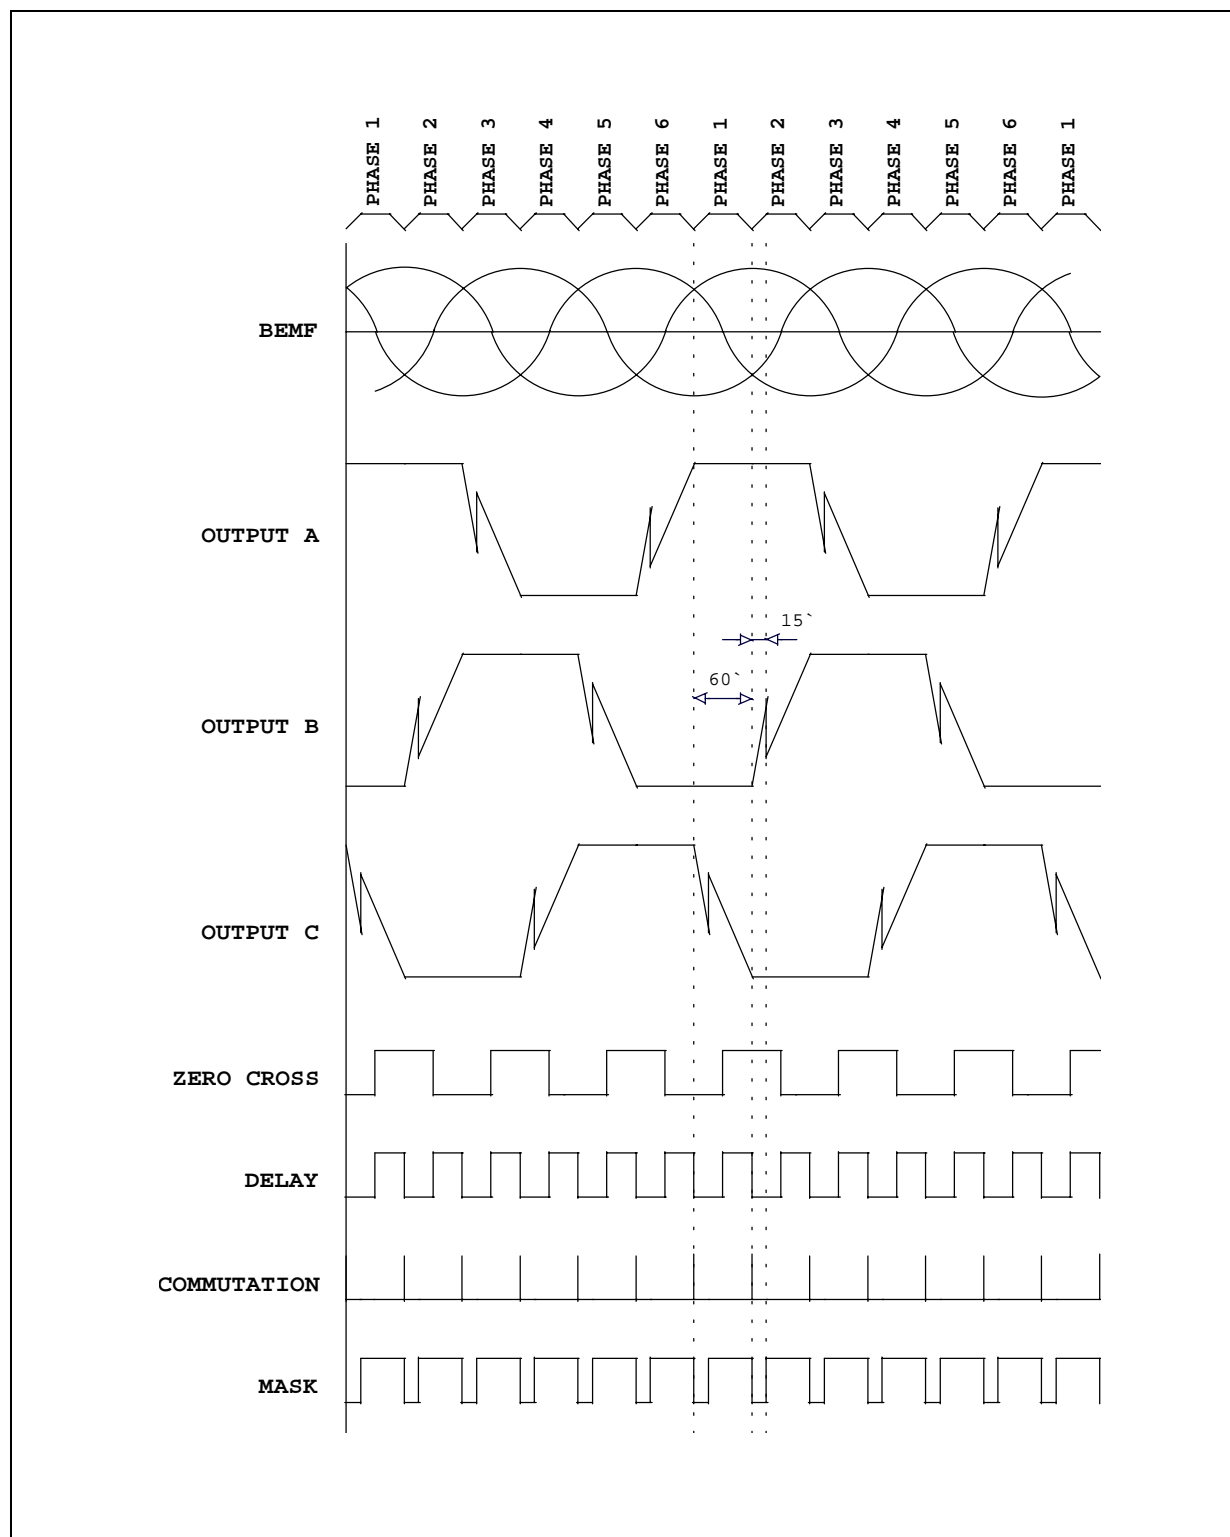 PHASE 1
PHASE 2
PHASE 3
PHASE 4
PHASE 5
PHASE 6
PHASE 1
PHASE 2
PHASE 3
PHASE 4
PHASE 5
PHASE 6
PHASE 1
BEMF
OUTPUT A
15`
60`
OUTPUT B
OUTPUT C
ZERO CROSS
DELAY
COMMUTATION
MASK